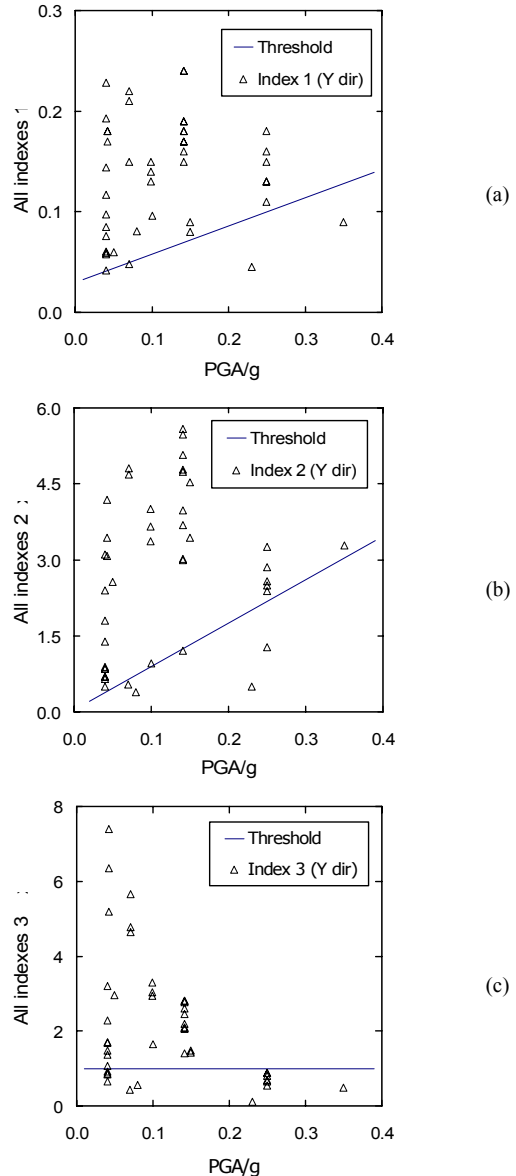 0.3
0.2
0.1
0.0
All indexes 1
Threshold
Index 1 (Y dir)
0.0 0.1 0.2 0.3 0.4
PGA/g
(a)
6.0
4.5
3.0
1.5
0.0
All indexes 2
Threshold
Index 2 (Y dir)
0.0 0.1 0.2 0.3 0.4
PGA/g
(b)
8
6
4
2
0
All indexes 3
Threshold
Index 3 (Y dir)
0.0 0.1 0.2 0.3 0.4
PGA/g
(c)